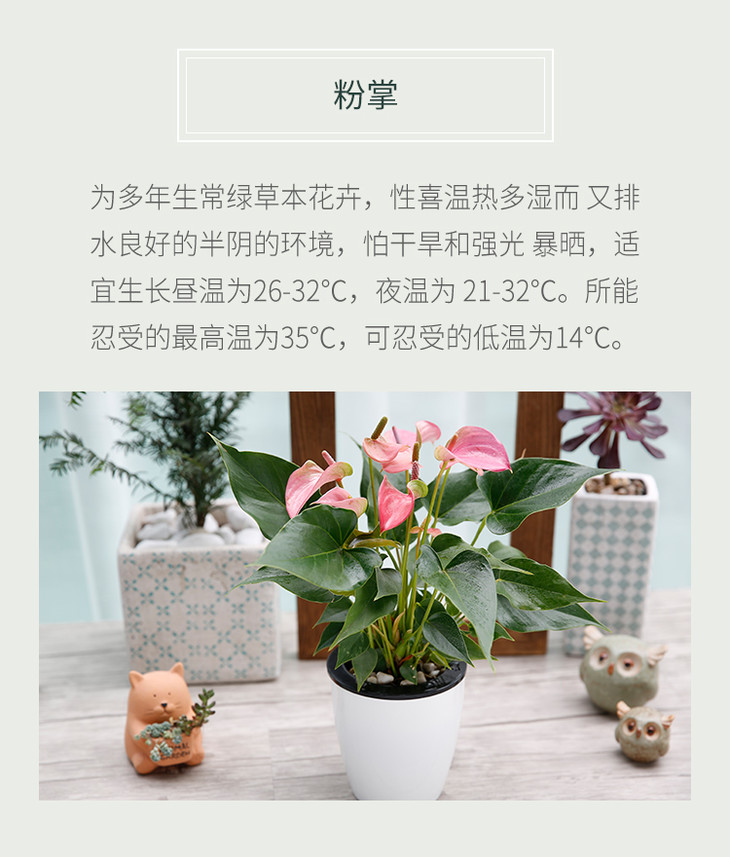 粉掌
为多年生常绿草本花卉，性喜温热多湿而 又排
水良好的半阴的环境，怕干旱和强光 暴晒，适
宜生长昼温为26-32℃，夜温为 21-32℃。所能
忍受的最高温为35℃，可忍受的低温为14℃。